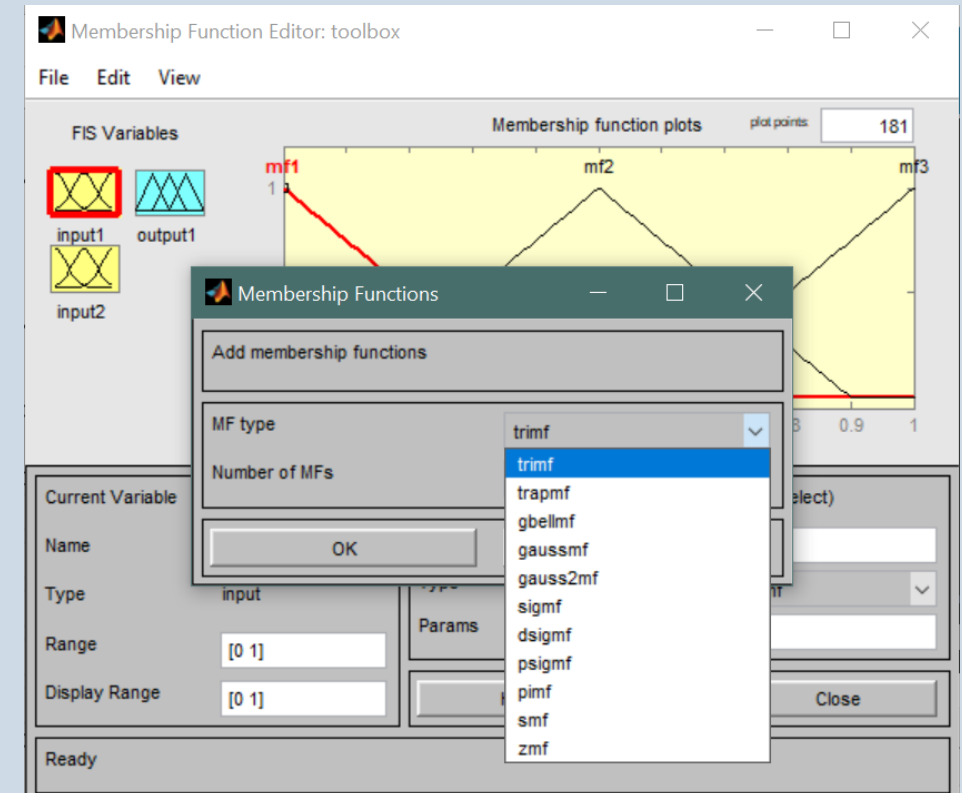 Membership Function Editor: toolbox
File Edit View
FIS Variables
Membership function plots
plot points:
181
mf1
mf2
mf3
1
input1
output1
input2
Membership Functions
Add membership functions
MF type
trimf
Number of MFs
trimf
trapmf
gbellmf
gaussmf
gauss2mf
sigmf
dsigmf
psigmf
pimf
smf
zmf
OK
0.9
1
Current Variable
Name
Type
input
Range
[0 1]
Display Range
[0 1]
Params
Close
Ready